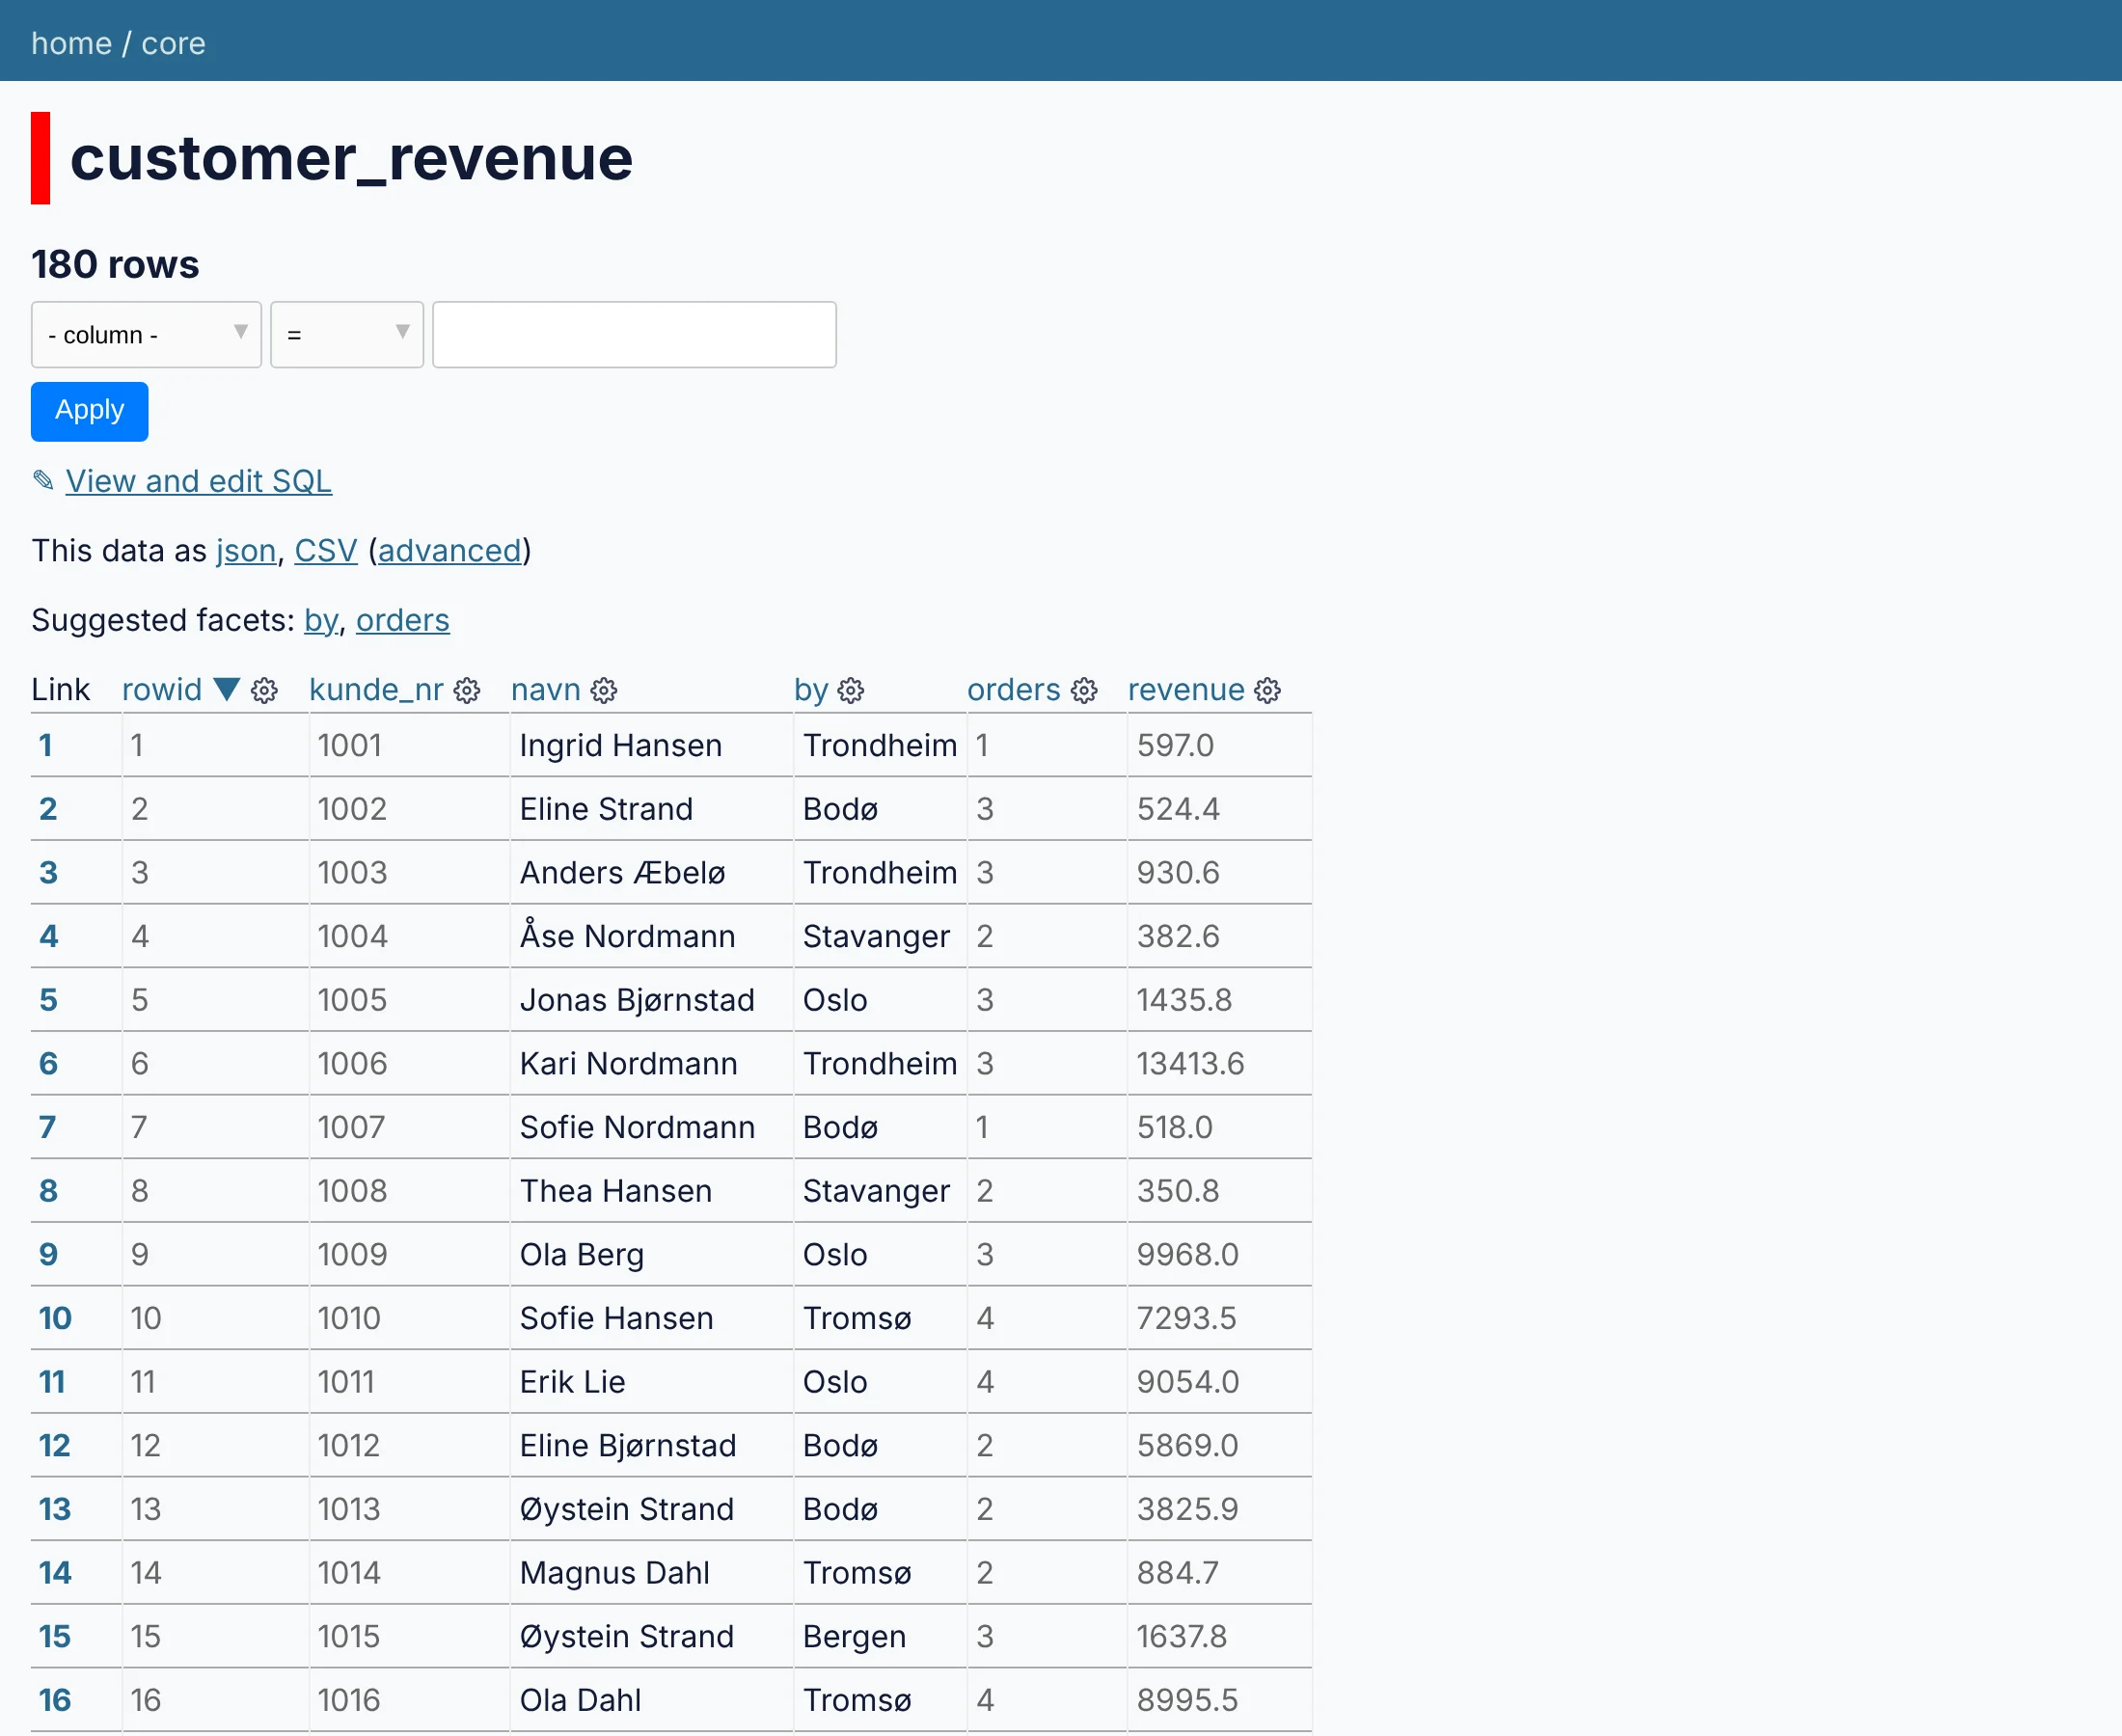 home / core
customer_revenue
180 rows
- column - ▼ = ▼
Apply
✎ View and edit SQL
This data as json, CSV (advanced)
Suggested facets: by, orders
Link rowid ▼ kunde_nr navn by orders revenue
1 1 1001 Ingrid Hansen Trondheim 1 597.0
2 2 1002 Eline Strand Bodø 3 524.4
3 3 1003 Anders Æbelø Trondheim 3 930.6
4 4 1004 Åse Nordmann Stavanger 2 382.6
5 5 1005 Jonas Bjørnstad Oslo 3 1435.8
6 6 1006 Kari Nordmann Trondheim 3 13413.6
7 7 1007 Sofie Nordmann Bodø 1 518.0
8 8 1008 Thea Hansen Stavanger 2 350.8
9 9 1009 Ola Berg Oslo 3 9968.0
10 10 1010 Sofie Hansen Tromsø 4 7293.5
11 11 1011 Erik Lie Oslo 4 9054.0
12 12 1012 Eline Bjørnstad Bodø 2 5869.0
13 13 1013 Øystein Strand Bodø 2 3825.9
14 14 1014 Magnus Dahl Tromsø 2 884.7
15 15 1015 Øystein Strand Bergen 3 1637.8
16 16 1016 Ola Dahl Tromsø 4 8995.5